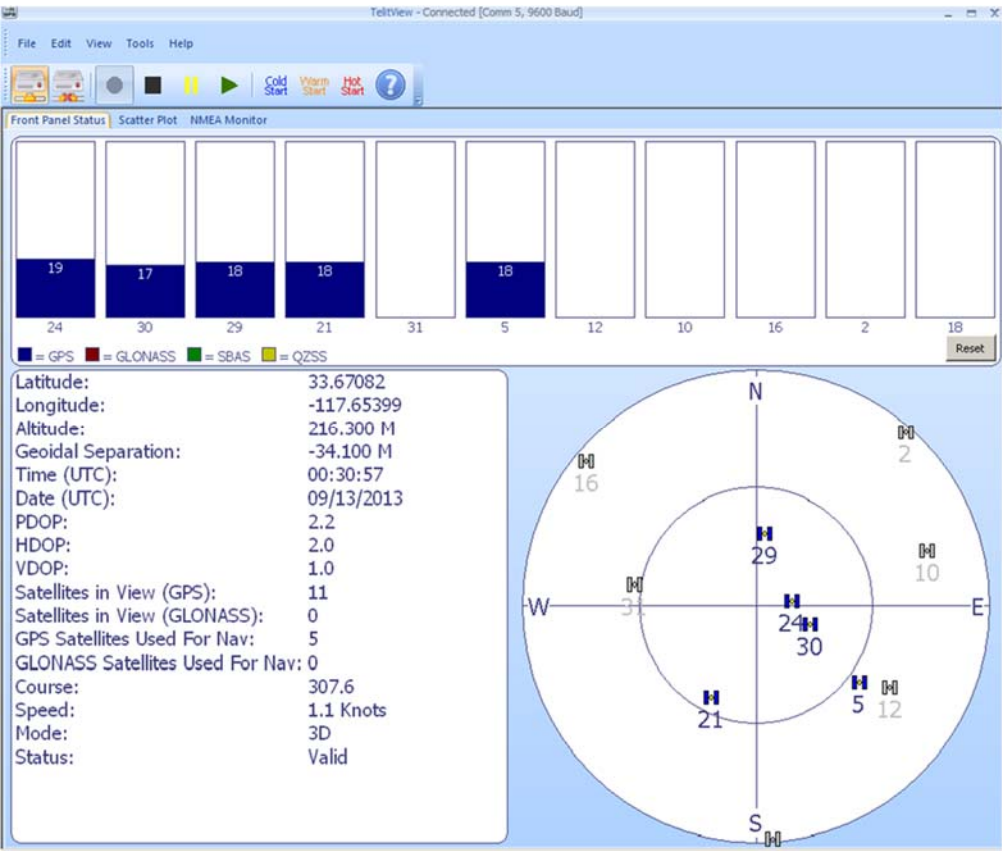 TelitView - Connected [Comm 5, 9600 Baud]
File Edit View Tools Help
Cold Start Warm Start Hot Start ?
Front Panel Status Scatter Plot NMEA Monitor
19 17 18 18 18
24 30 29 21 31 5 12 10 16 2 18
= GPS = GLONASS = SBAS = QZSS
Reset
Latitude: 33.67082
Longitude: -117.65399
Altitude: 216.300 M
Geoidal Separation: -34.100 M
Time (UTC): 00:30:57
Date (UTC): 09/13/2013
PDOP: 2.2
HDOP: 2.0
VDOP: 1.0
Satellites in View (GPS): 11
Satellites in View (GLONASS): 0
GPS Satellites Used For Nav: 5
GLONASS Satellites Used For Nav: 0
Course: 307.6
Speed: 1.1 Knots
Mode: 3D
Status: Valid
N
2
16
29
10
W 31 E
24
30
5 12
21
S